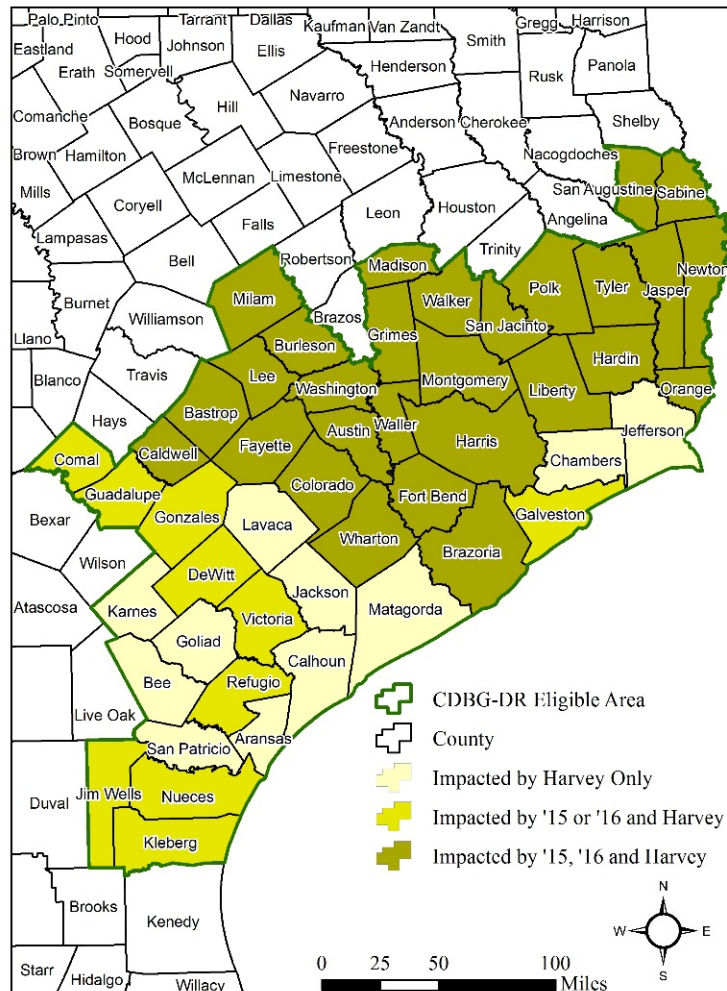 Palo Pinto
Tarrant
Dallas
Kaufman
Van Zandt
Gregg
Harrison
Hood
Johnson
Ellis
Smith
Eastland
Erath
Somervell
Henderson
Rusk
Panola
Navarro
Comanche
Hill
Bosque
Anderson
Cherokee
Shelby
Brown
Hamilton
Freestone
Nacogdoches
McLennan
Limestone
Mills
San Augustine
Sabine
Coryell
Leon
Houston
Angelina
Falls
Lampasas
Trinity
Bell
Robertson
Madison
Newton
Milam
Walker
Polk
Tyler
Jasper
Burnet
Williamson
Brazos
Grimes
San Jacinto
Llano
Burleson
Hardin
Blanco
Travis
Lee
Washington
Montgomery
Liberty
Orange
Hays
Bastrop
Austin
Waller
Harris
Jefferson
Comal
Caldwell
Fayette
Chambers
Guadalupe
Colorado
Fort Bend
Gonzales
Galveston
Bexar
Lavaca
Wharton
Brazoria
Wilson
DeWitt
Jackson
Atascosa
Karnes
Victoria
Matagorda
Goliad
Calhoun
Bee
Refugio
Live Oak
Aransas
San Patricio
Duval
Jim Wells
Nueces
Kleberg
Brooks
Kenedy
Starr
Hidalgo
Willacy
CDBG-DR Eligible Area
County
Impacted by Harvey Only
Impacted by '15 or '16 and Harvey
Impacted by '15, '16 and Harvey
N
W
E
S
0 25 50 100
Miles